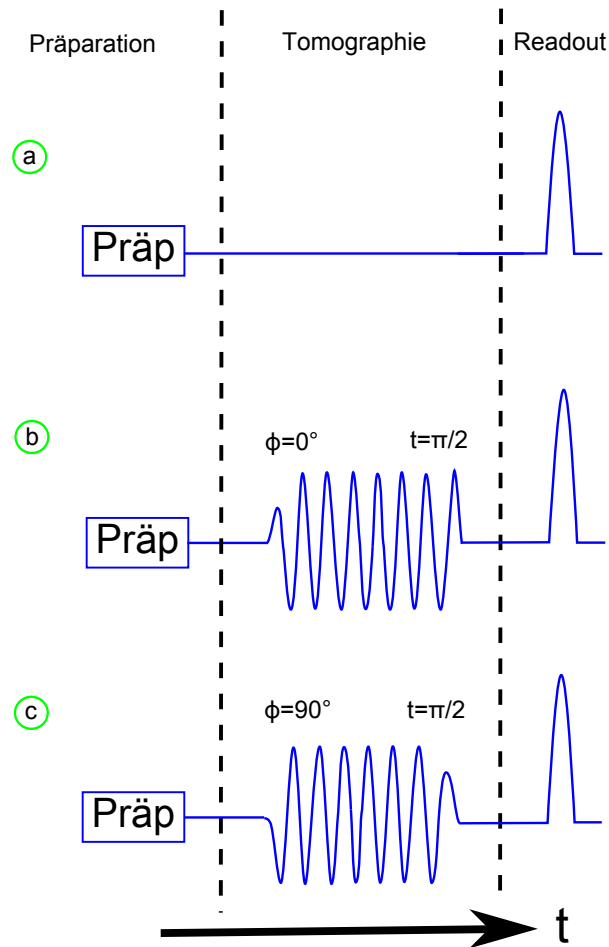 Präparation Tomographie Readout
a
Präp
b
ϕ=0° t=π/2
Präp
c
ϕ=90° t=π/2
Präp
t